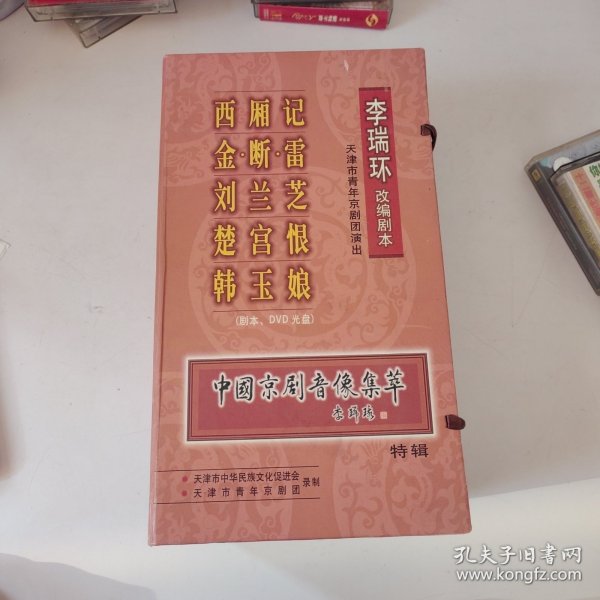 西厢记
金·断·雷
刘兰芝
楚宫恨
韩玉娘
(剧本、DVD光盘)
李瑞环 改编剧本
天津市青年京剧团演出
中國京剧音像集萃
李瑞环
特辑
● 天津市中华民族文化促进会
● 天津市青年京剧团
录制
孔夫子旧书网
www.kongfz.com